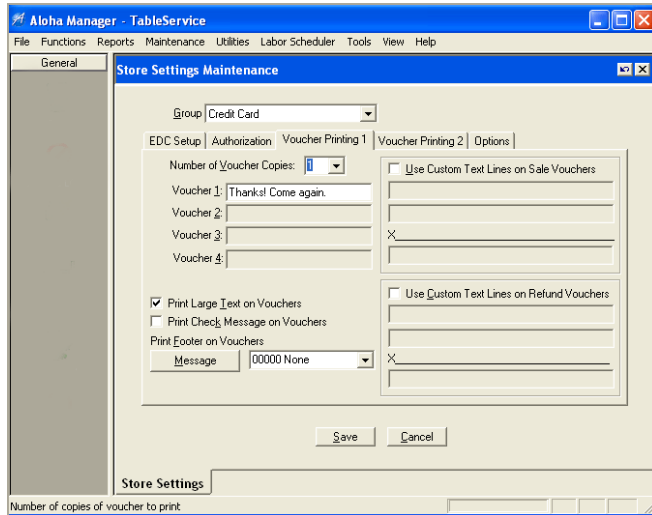 Aloha Manager - TableService
File Functions Reports Maintenance Utilities Labor Scheduler Tools View Help
General
Store Settings Maintenance
Group Credit Card
EDC Setup Authorization Voucher Printing 1 Voucher Printing 2 Options
Number of Voucher Copies: 1
Use Custom Text Lines on Sale Vouchers
Voucher 1: Thanks! Come again.
Voucher 2:
Voucher 3:
X
Voucher 4:
Use Custom Text Lines on Refund Vouchers
Print Large Text on Vouchers
Print Check Message on Vouchers
Print Footer on Vouchers
Message 00000 None
X
Save Cancel
Store Settings
Number of copies of voucher to print